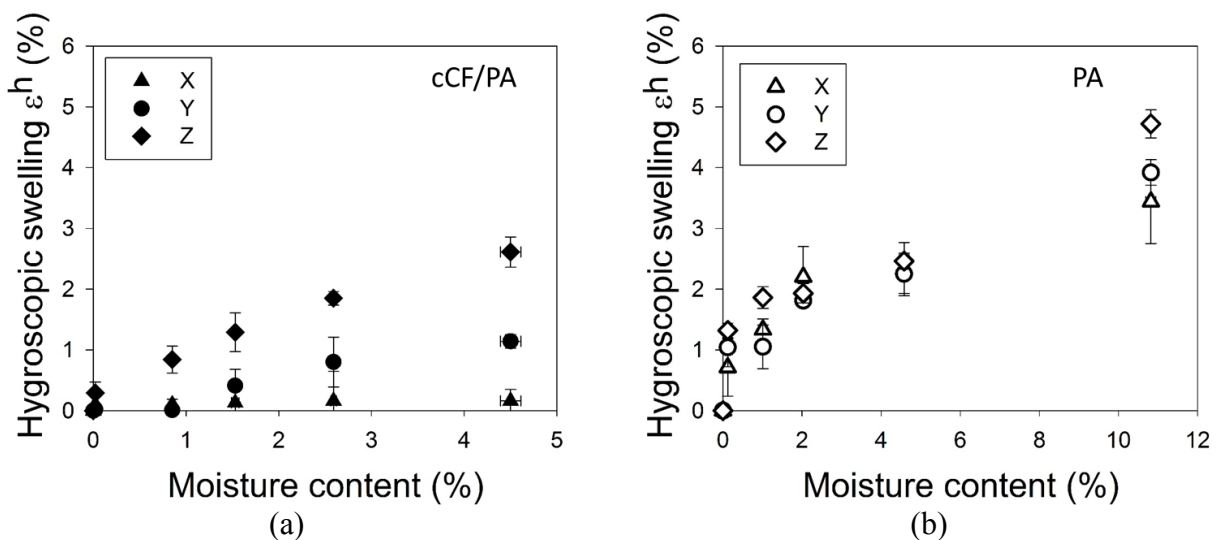 Hygroscopic swelling εh (%)
6
5
4
3
2
1
0
X
Y
Z
cCF/PA
0 1 2 3 4 5
Moisture content (%)
(a)
Hygroscopic swelling εh (%)
6
5
4
3
2
1
0
X
Y
Z
PA
0 2 4 6 8 10 12
Moisture content (%)
(b)